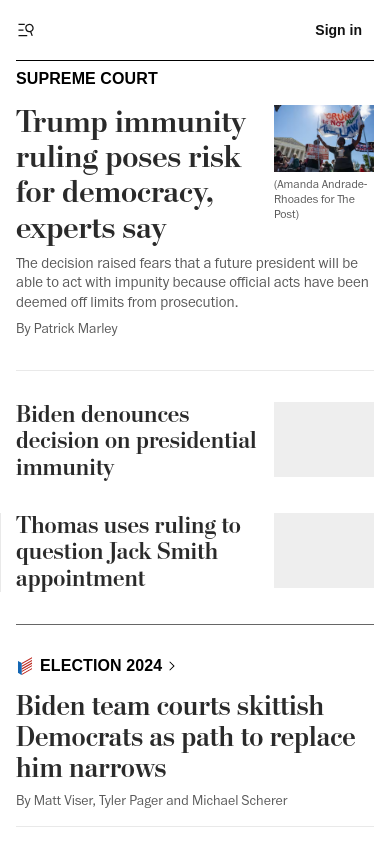 Sign in
SUPREME COURT
Trump immunity
ruling poses risk
for democracy,
experts say
(Amanda Andrade-
Rhoades for The
Post)
The decision raised fears that a future president will be
able to act with impunity because official acts have been
deemed off limits from prosecution.
By Patrick Marley
Biden denounces
decision on presidential
immunity
Thomas uses ruling to
question Jack Smith
appointment
ELECTION 2024
Biden team courts skittish
Democrats as path to replace
him narrows
By Matt Viser, Tyler Pager and Michael Scherer